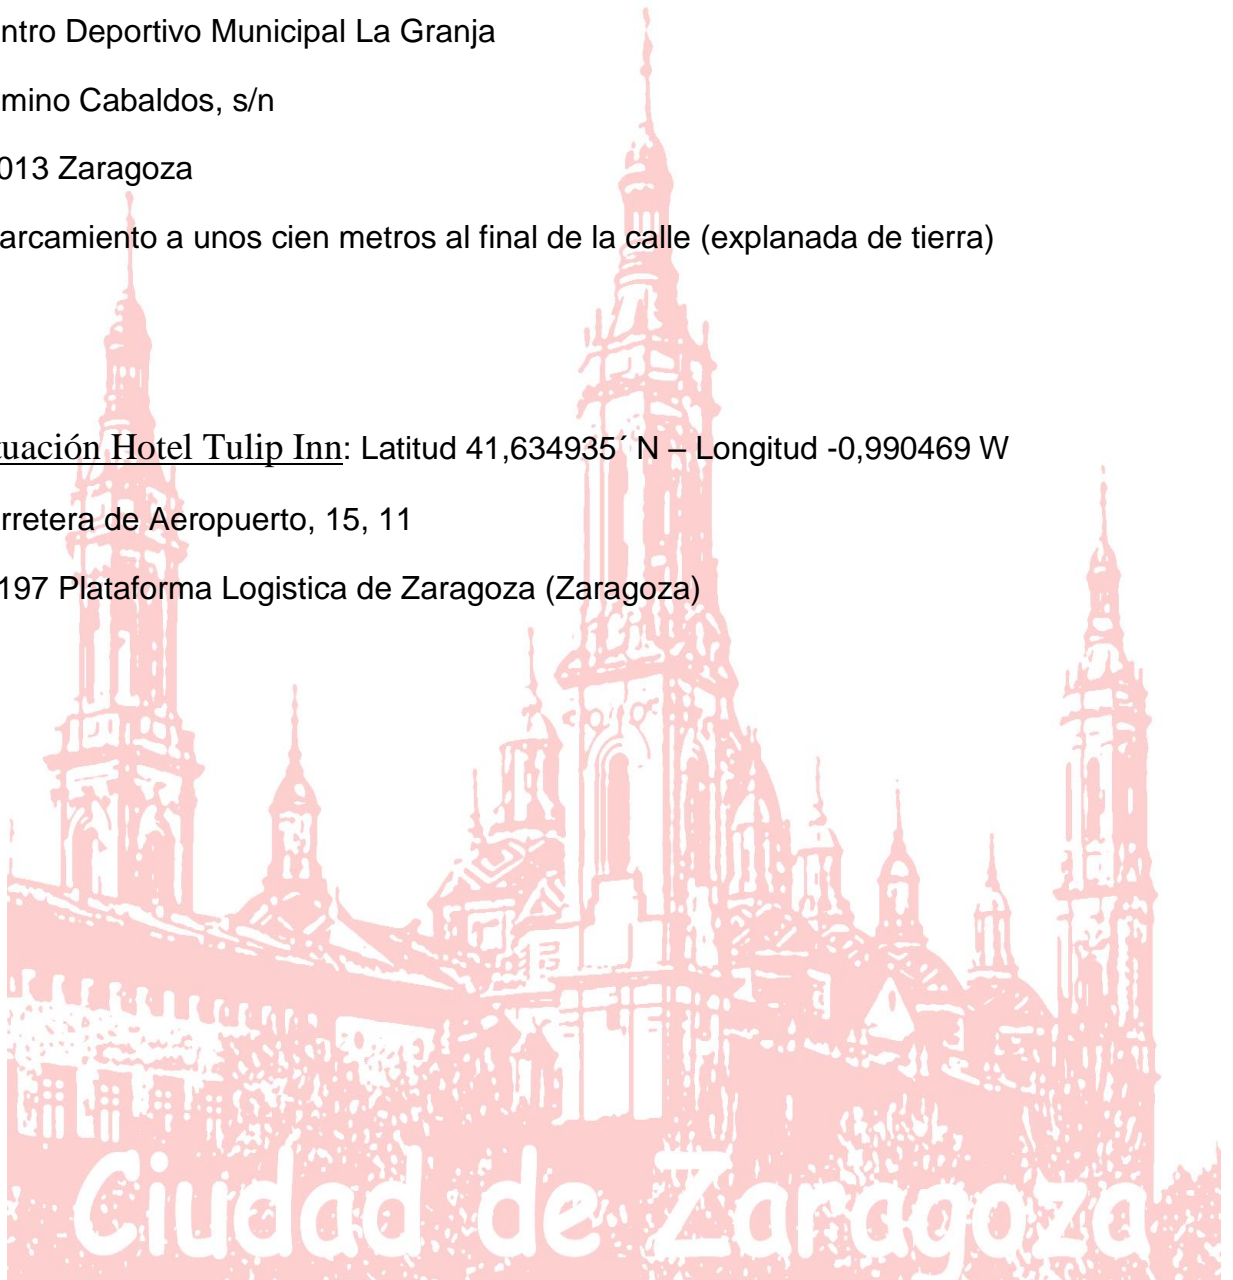 ntro Deportivo Municipal La Granja
mino Cabaldos, s/n
013 Zaragoza
arcamiento a unos cien metros al final de la calle (explanada de tierra)
tuación Hotel Tulip Inn: Latitud 41,634935´ N – Longitud -0,990469 W
rretera de Aeropuerto, 15, 11
197 Plataforma Logistica de Zaragoza (Zaragoza)
Ciudad de Zaragoza